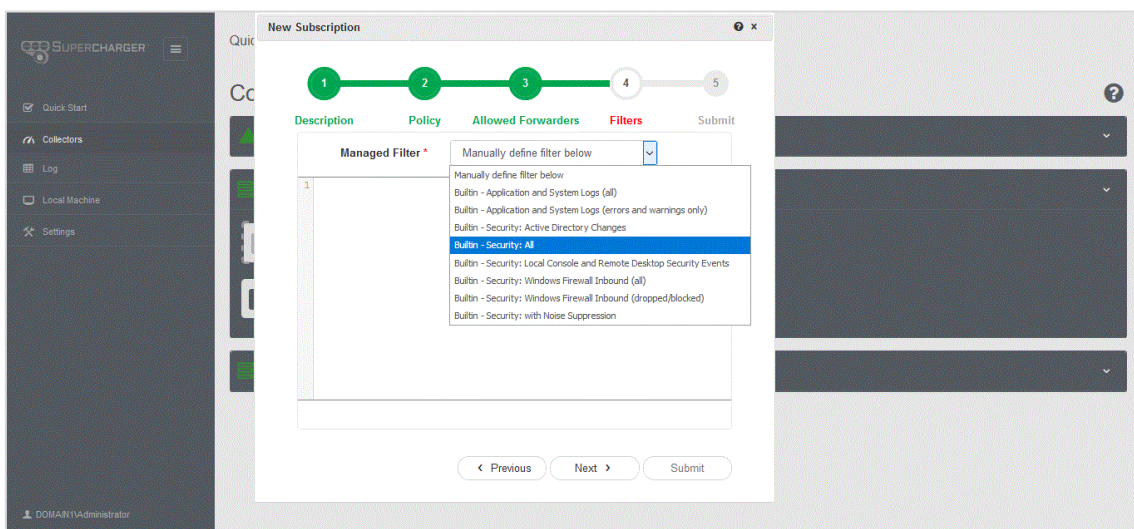 SUPERCHARGER
Quick Start
Collectors
Log
Local Machine
Settings
DOMAIN1\Administrator
Quic
Co
?
New Subscription
? x
1 2 3 4 5
Description Policy Allowed Forwarders Filters Submit
Managed Filter * Manually define filter below
1
Manually define filter below
Builtin - Application and System Logs (all)
Builtin - Application and System Logs (errors and warnings only)
Builtin - Security: Active Directory Changes
Builtin - Security: All
Builtin - Security: Local Console and Remote Desktop Security Events
Builtin - Security: Windows Firewall Inbound (all)
Builtin - Security: Windows Firewall Inbound (dropped/blocked)
Builtin - Security: with Noise Suppression
Previous Next Submit